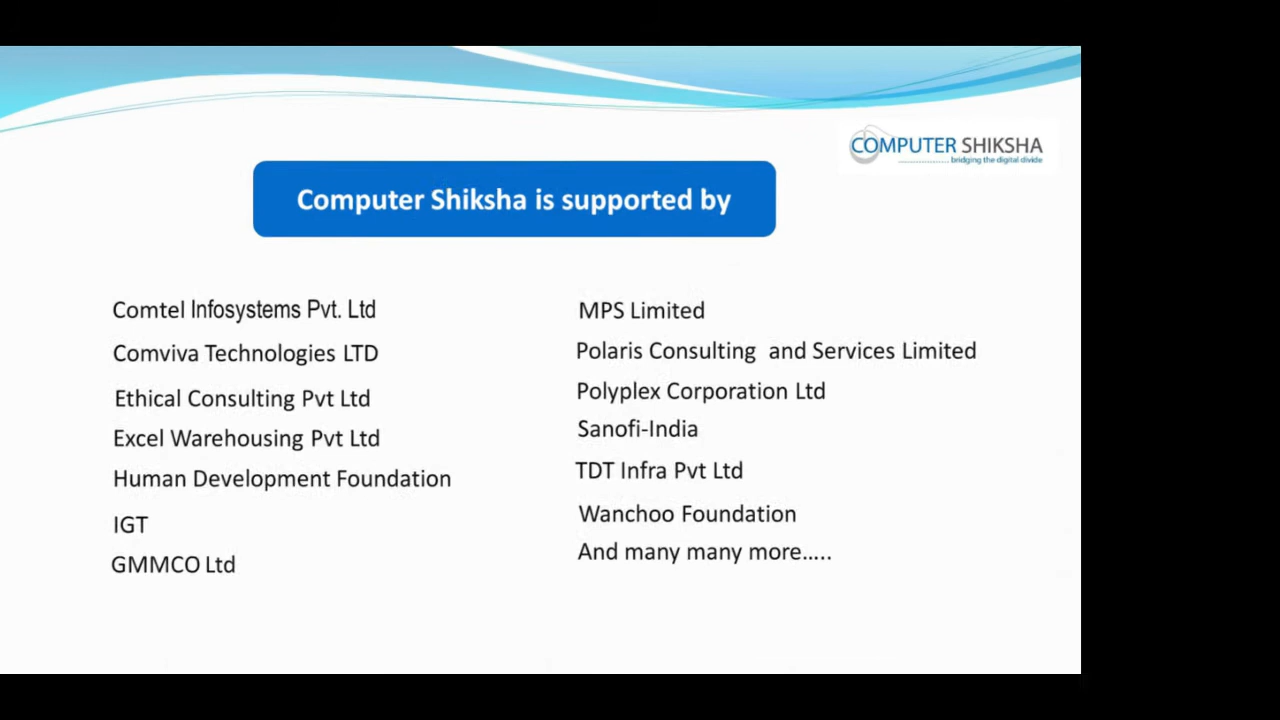 COMPUTER SHIKSHA
bridging the digital divide
Computer Shiksha is supported by
Comtel Infosystems Pvt. Ltd
Comviva Technologies LTD
Ethical Consulting Pvt Ltd
Excel Warehousing Pvt Ltd
Human Development Foundation
IGT
GMMCO Ltd
MPS Limited
Polaris Consulting  and Services Limited
Polyplex Corporation Ltd
Sanofi-India
TDT Infra Pvt Ltd
Wanchoo Foundation
And many many more.....